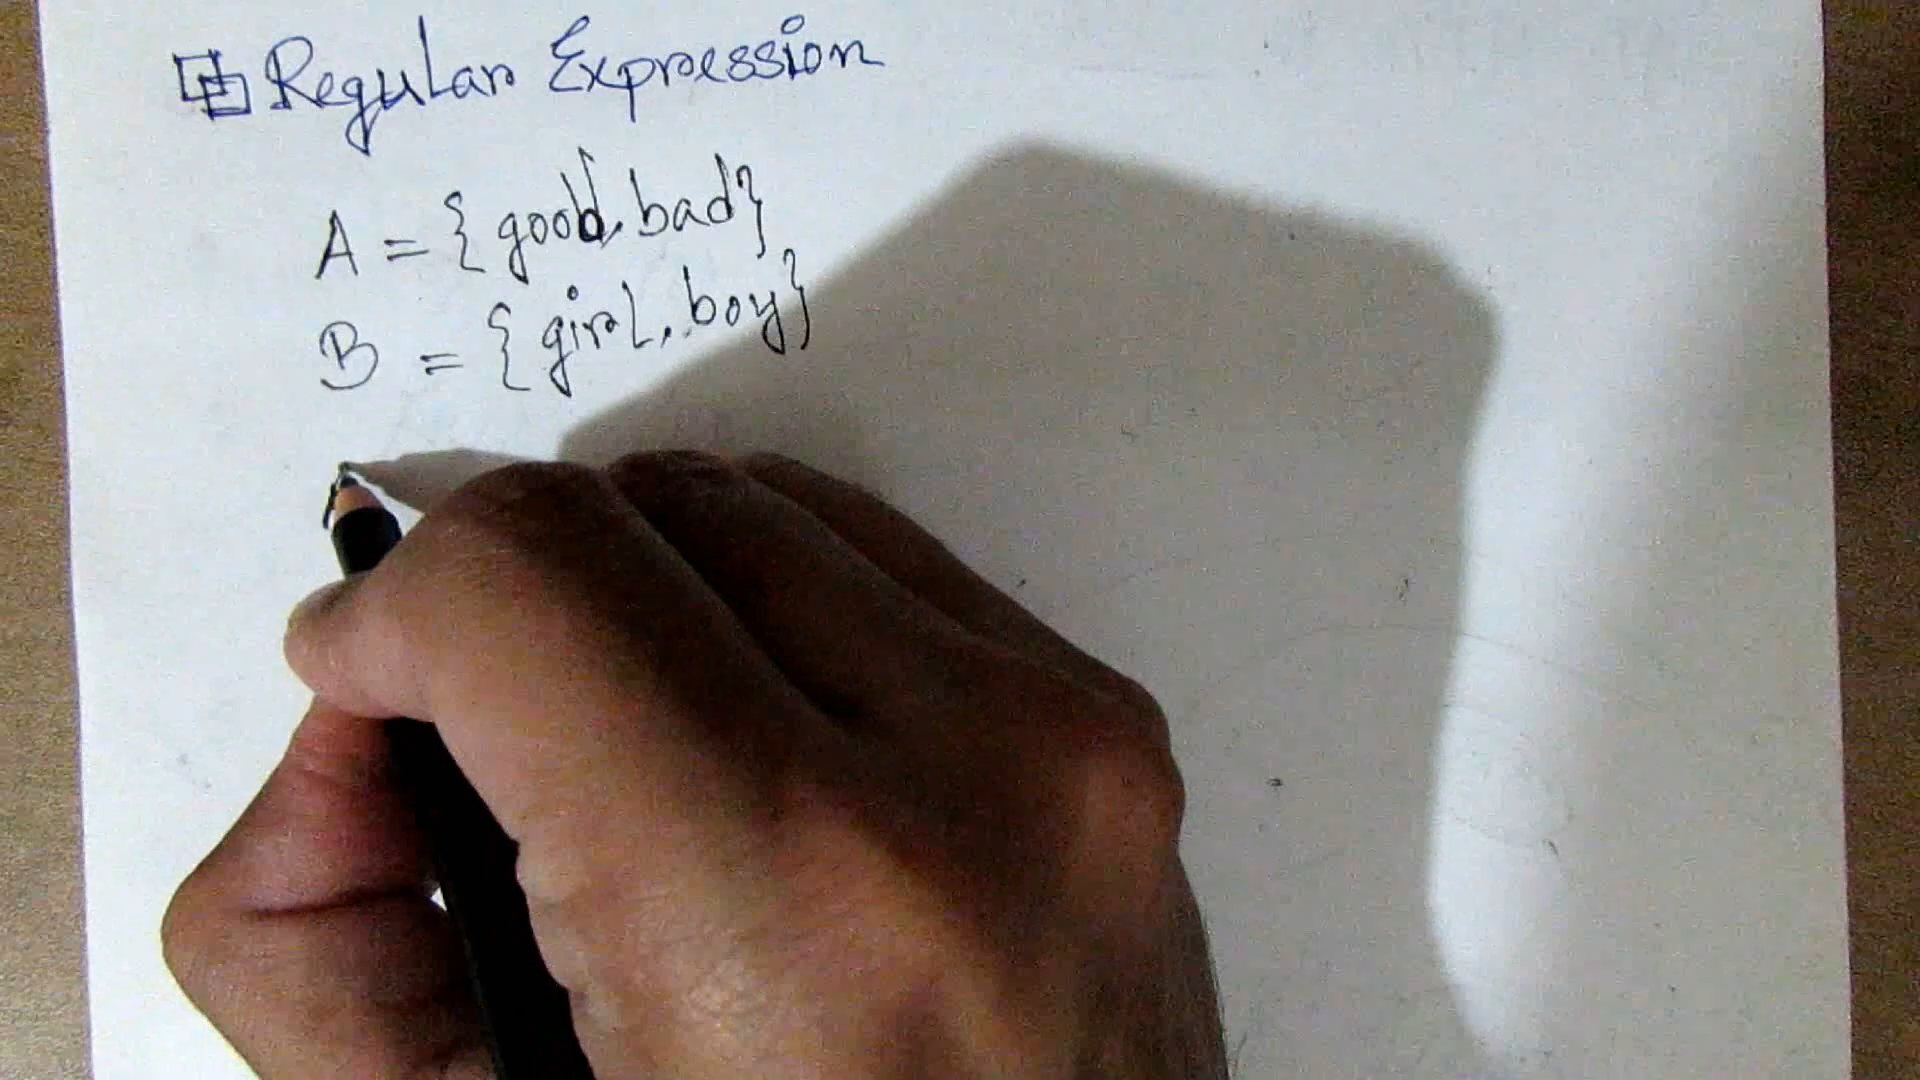 Regular Expression
A = { good, bad}
B = { girl, boy}